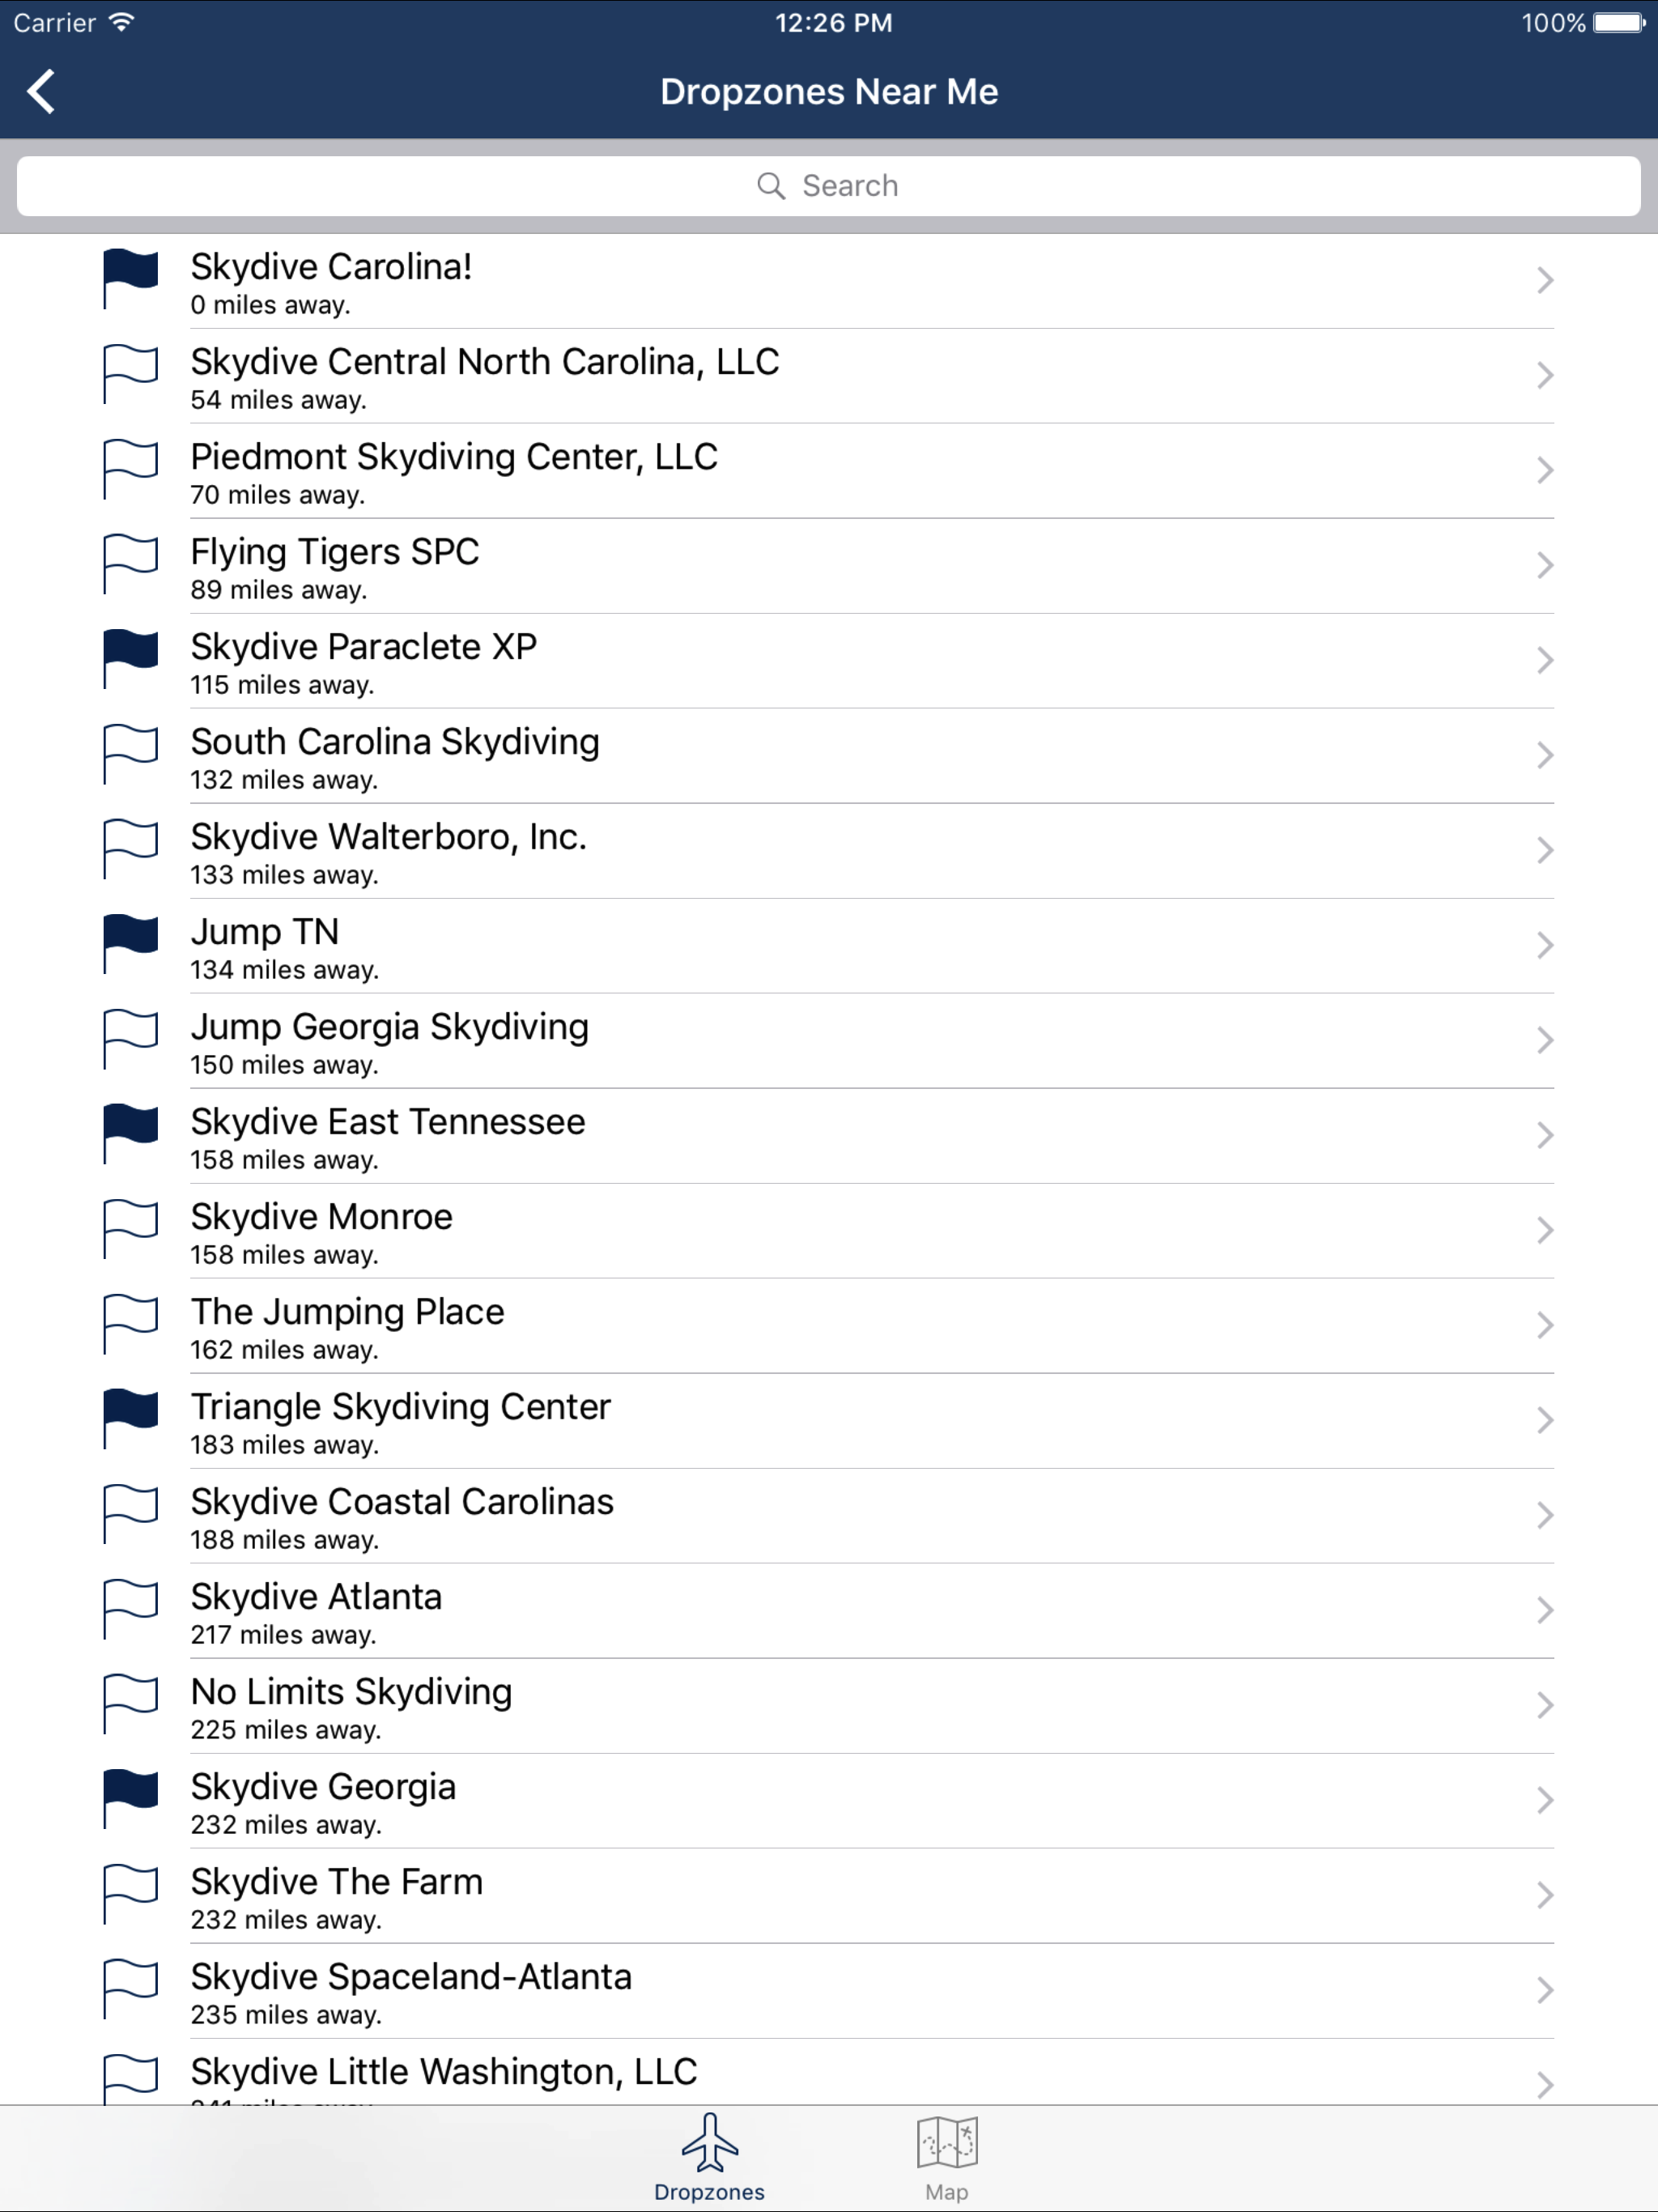 Carrier 12:26 PM 100%
Dropzones Near Me
Search
Skydive Carolina!
0 miles away.
Skydive Central North Carolina, LLC
54 miles away.
Piedmont Skydiving Center, LLC
70 miles away.
Flying Tigers SPC
89 miles away.
Skydive Paraclete XP
115 miles away.
South Carolina Skydiving
132 miles away.
Skydive Walterboro, Inc.
133 miles away.
Jump TN
134 miles away.
Jump Georgia Skydiving
150 miles away.
Skydive East Tennessee
158 miles away.
Skydive Monroe
158 miles away.
The Jumping Place
162 miles away.
Triangle Skydiving Center
183 miles away.
Skydive Coastal Carolinas
188 miles away.
Skydive Atlanta
217 miles away.
No Limits Skydiving
225 miles away.
Skydive Georgia
232 miles away.
Skydive The Farm
232 miles away.
Skydive Spaceland-Atlanta
235 miles away.
Skydive Little Washington, LLC
Dropzones
Map